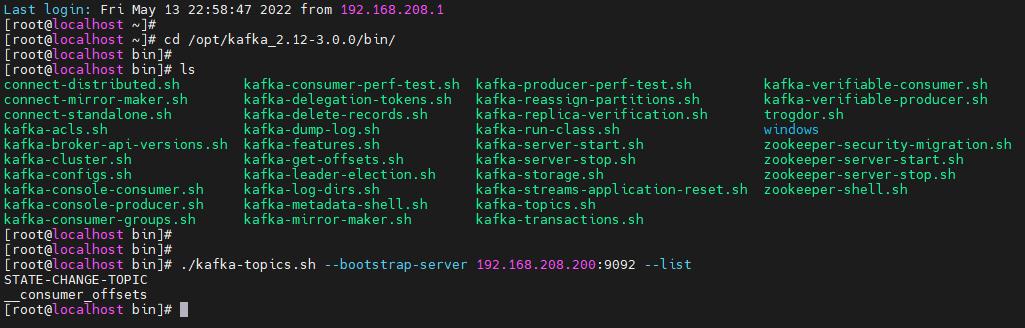 Last login: Fri May 13 22:58:47 2022 from 192.168.208.1
[root@localhost ~]#
[root@localhost ~]# cd /opt/kafka_2.12-3.0.0/bin/
[root@localhost bin]#
[root@localhost bin]# ls
connect-distributed.sh kafka-consumer-perf-test.sh kafka-producer-perf-test.sh kafka-verifiable-consumer.sh
connect-mirror-maker.sh kafka-delegation-tokens.sh kafka-reassign-partitions.sh kafka-verifiable-producer.sh
connect-standalone.sh kafka-delete-records.sh kafka-replica-verification.sh trogdor.sh
kafka-acls.sh kafka-dump-log.sh kafka-run-class.sh windows
kafka-broker-api-versions.sh kafka-features.sh kafka-server-start.sh zookeeper-security-migration.sh
kafka-cluster.sh kafka-get-offsets.sh kafka-server-stop.sh zookeeper-server-start.sh
kafka-configs.sh kafka-leader-election.sh kafka-storage.sh zookeeper-server-stop.sh
kafka-console-consumer.sh kafka-log-dirs.sh kafka-streams-application-reset.sh zookeeper-shell.sh
kafka-console-producer.sh kafka-metadata-shell.sh kafka-topics.sh
kafka-consumer-groups.sh kafka-mirror-maker.sh kafka-transactions.sh
[root@localhost bin]#
[root@localhost bin]#
[root@localhost bin]# ./kafka-topics.sh --bootstrap-server 192.168.208.200:9092 --list
STATE-CHANGE-TOPIC
__consumer_offsets
[root@localhost bin]#